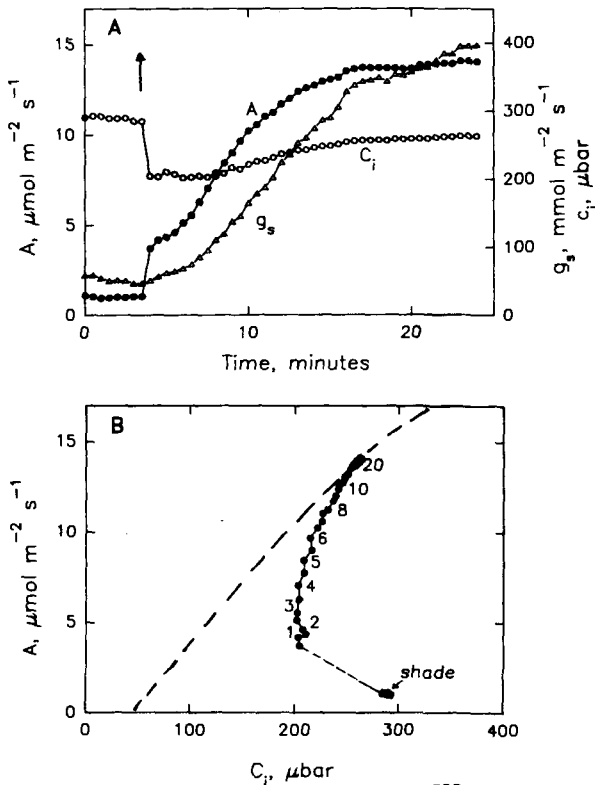 A
A, μmol m⁻² s⁻¹
15
10
5
0
A
C_i
g_s
400
300
200
100
0
g_s, mmol m⁻² s⁻¹
c_i, μbar
0 10 20
Time, minutes
B
A, μmol m⁻² s⁻¹
15
10
5
0
20
10
8
6
5
4
3
2
1
shade
0 100 200 300 400
C_i, μbar